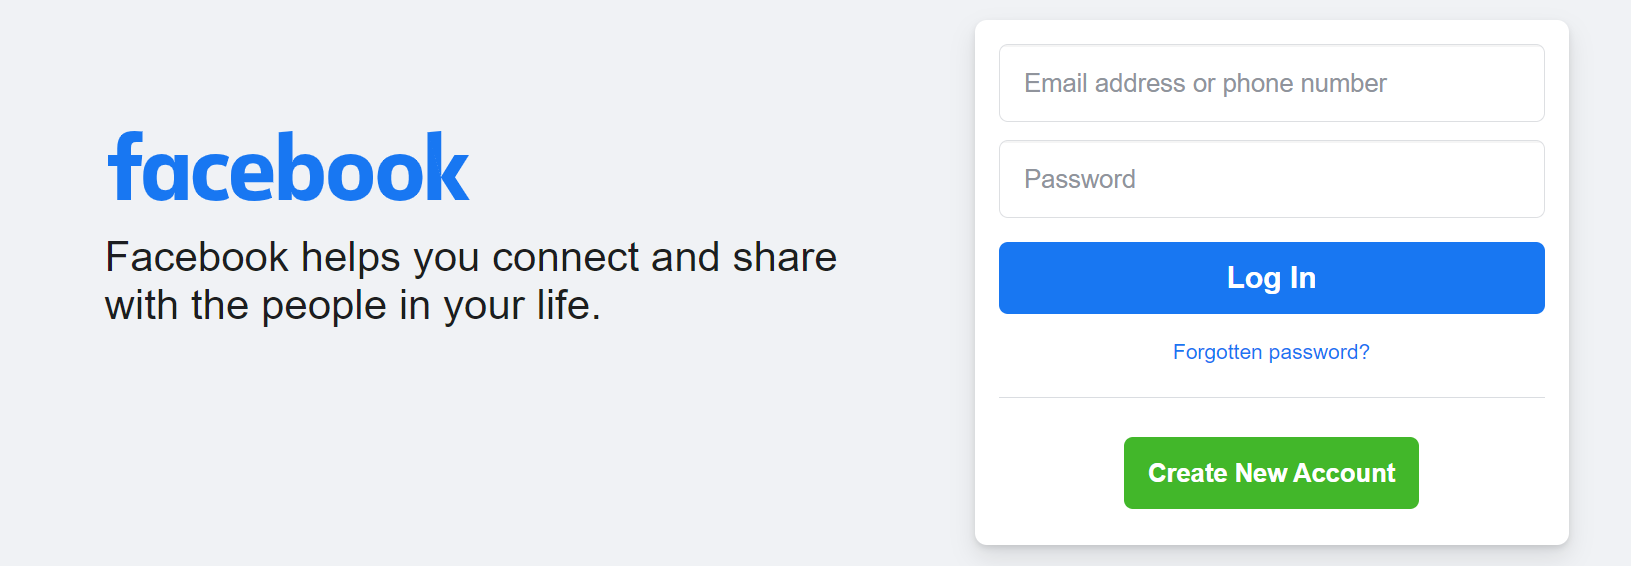 facebook
Facebook helps you connect and share
with the people in your life.
Email address or phone number
Password
Log In
Forgotten password?
Create New Account